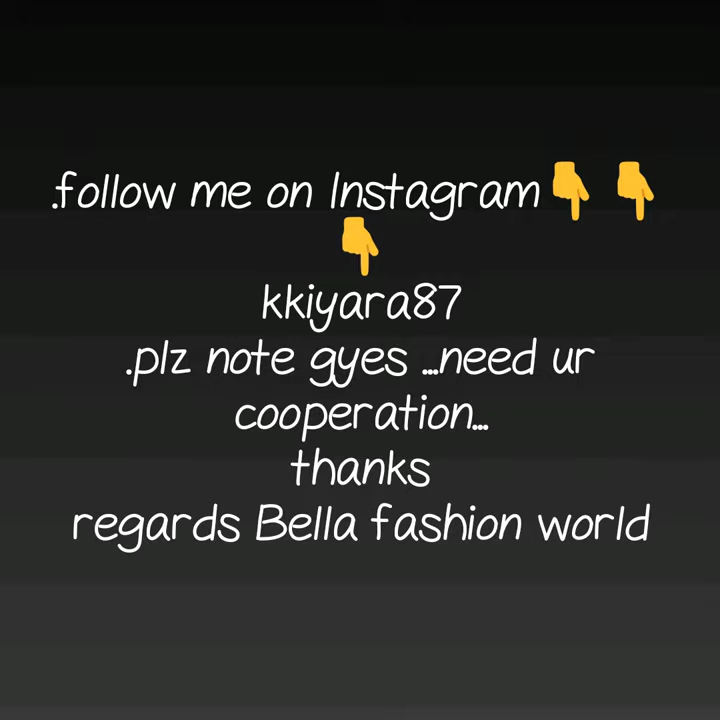 .follow me on Instagram👇 👇
👇
kkiyara87
.plz note gyes ...need ur
cooperation...
thanks
regards Bella fashion world